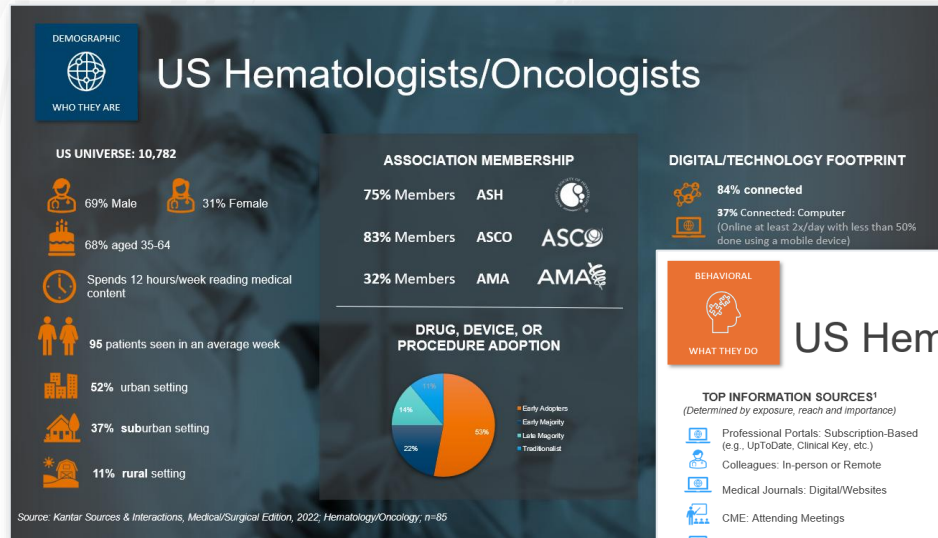 DEMOGRAPHIC
WHO THEY ARE
US Hematologists/Oncologists
US UNIVERSE: 10,782
69% Male
31% Female
68% aged 35-64
Spends 12 hours/week reading medical
content
95 patients seen in an average week
52% urban setting
37% suburban setting
11% rural setting
ASSOCIATION MEMBERSHIP
75% Members ASH
83% Members ASCO ASCO
32% Members AMA AMA
DRUG, DEVICE, OR
PROCEDURE ADOPTION
11%
14%
22%
53%
Early Adopters
Early Majority
Late Magority
Traditionalist
DIGITAL/TECHNOLOGY FOOTPRINT
84% connected
37% Connected: Computer
(Online at least 2x/day with less than 50%
done using a mobile device)
BEHAVIORAL
WHAT THEY DO
US Hem
TOP INFORMATION SOURCES¹
(Determined by exposure, reach and importance)
Professional Portals: Subscription-Based
(e.g., UpToDate, Clinical Key, etc.)
Colleagues: In-person or Remote
Medical Journals: Digital/Websites
CME: Attending Meetings
Source: Kantar Sources & Interactions, Medical/Surgical Edition, 2022; Hematology/Oncology; n=85